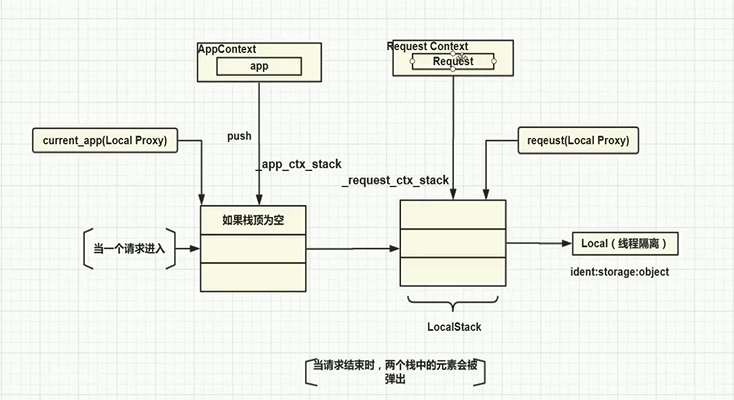 AppContext
app
Request Context
Request
current_app(Local Proxy)
push
_app_ctx_stack
_request_ctx_stack
reqeust(Local Proxy)
如果栈顶为空
当一个请求进入
Local（线程隔离）
ident:storage:object
LocalStack
当请求结束时，两个栈中的元素会被
弹出